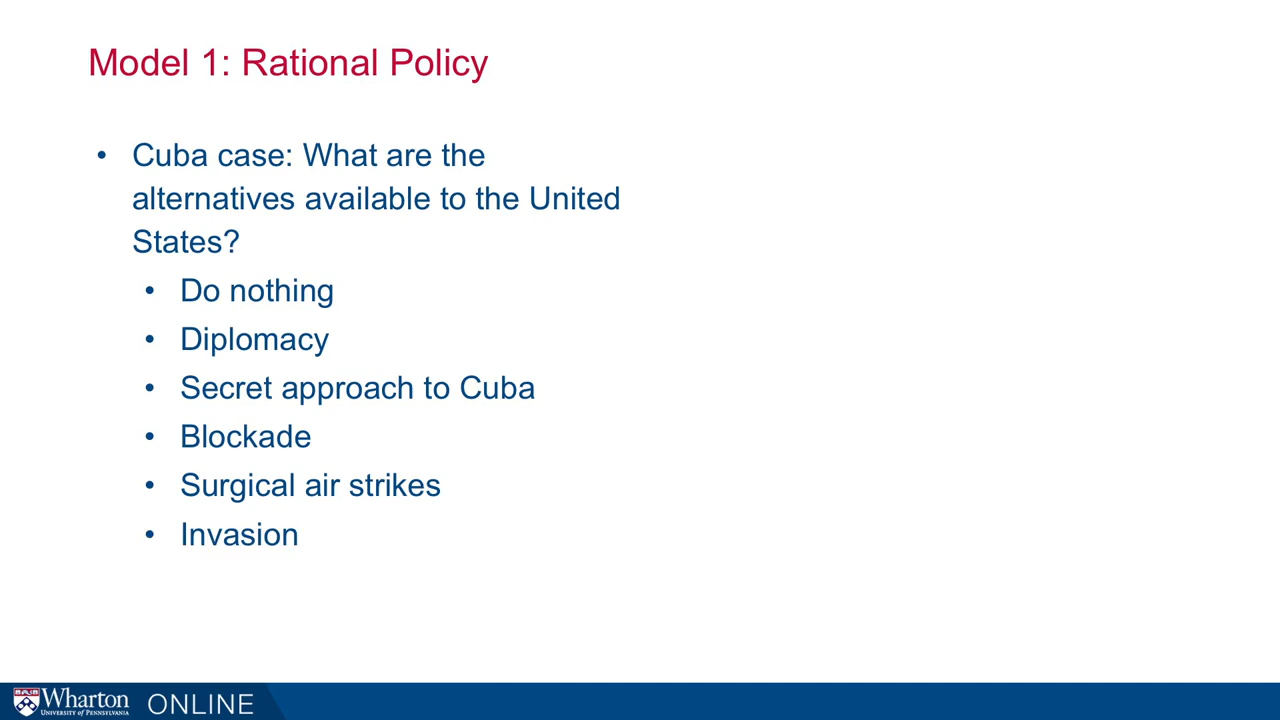 Model 1: Rational Policy
• Cuba case: What are the
alternatives available to the United
States?
• Do nothing
• Diplomacy
• Secret approach to Cuba
• Blockade
• Surgical air strikes
• Invasion
Wharton
UNIVERSITY OF PENNSYLVANIA
ONLINE